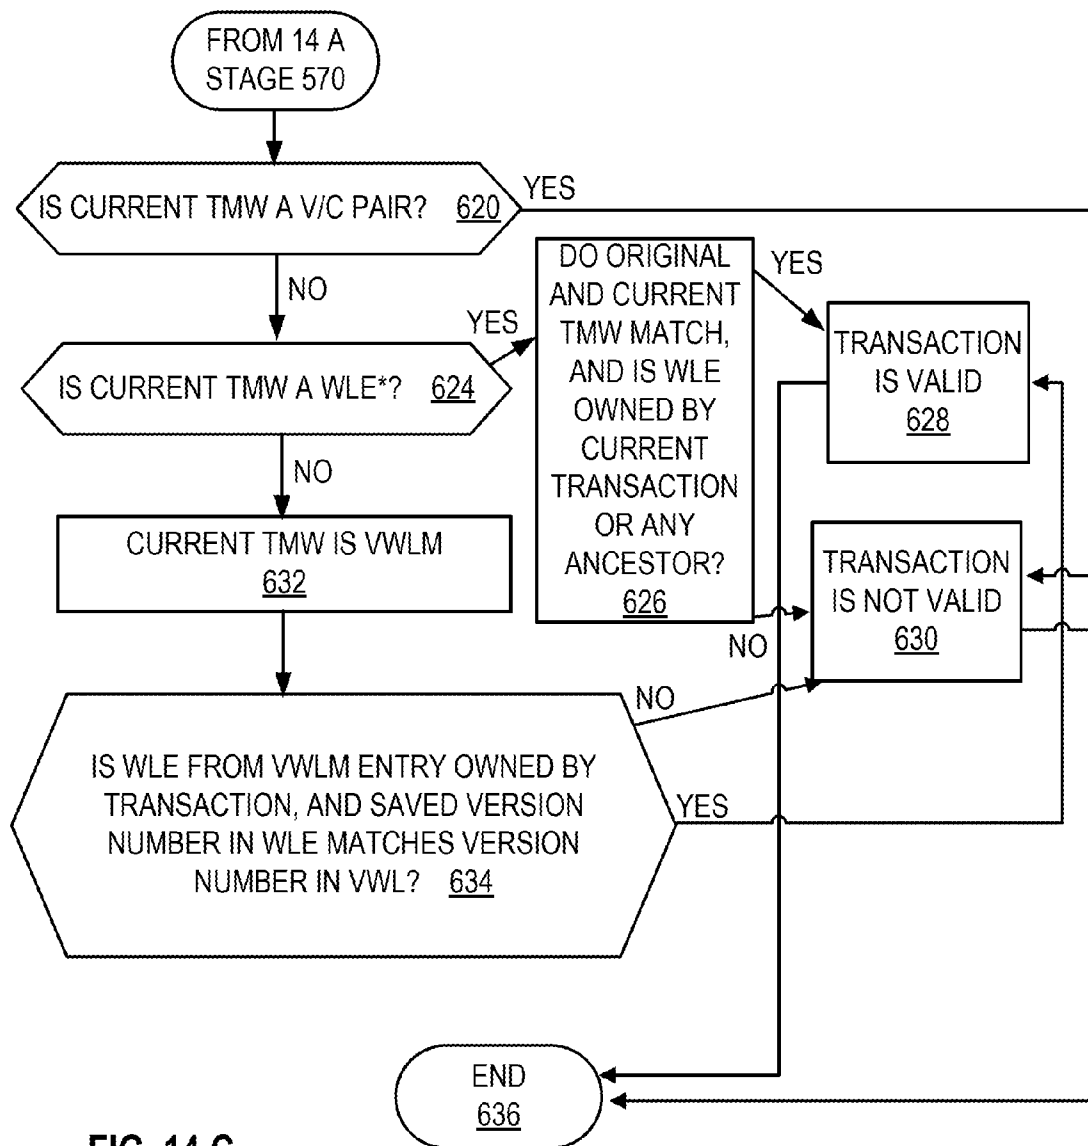 FROM 14 A
STAGE 570
IS CURRENT TMW A V/C PAIR? 620
YES
NO
IS CURRENT TMW A WLE*? 624
YES
DO ORIGINAL
AND CURRENT
TMW MATCH,
AND IS WLE
OWNED BY
CURRENT
TRANSACTION
OR ANY
ANCESTOR?
626
YES
NO
TRANSACTION
IS VALID
628
NO
CURRENT TMW IS VWLM
632
TRANSACTION
IS NOT VALID
630
IS WLE FROM VWLM ENTRY OWNED BY
TRANSACTION, AND SAVED VERSION
NUMBER IN WLE MATCHES VERSION
NUMBER IN VWL? 634
NO
YES
END
636
FIG. 14 C